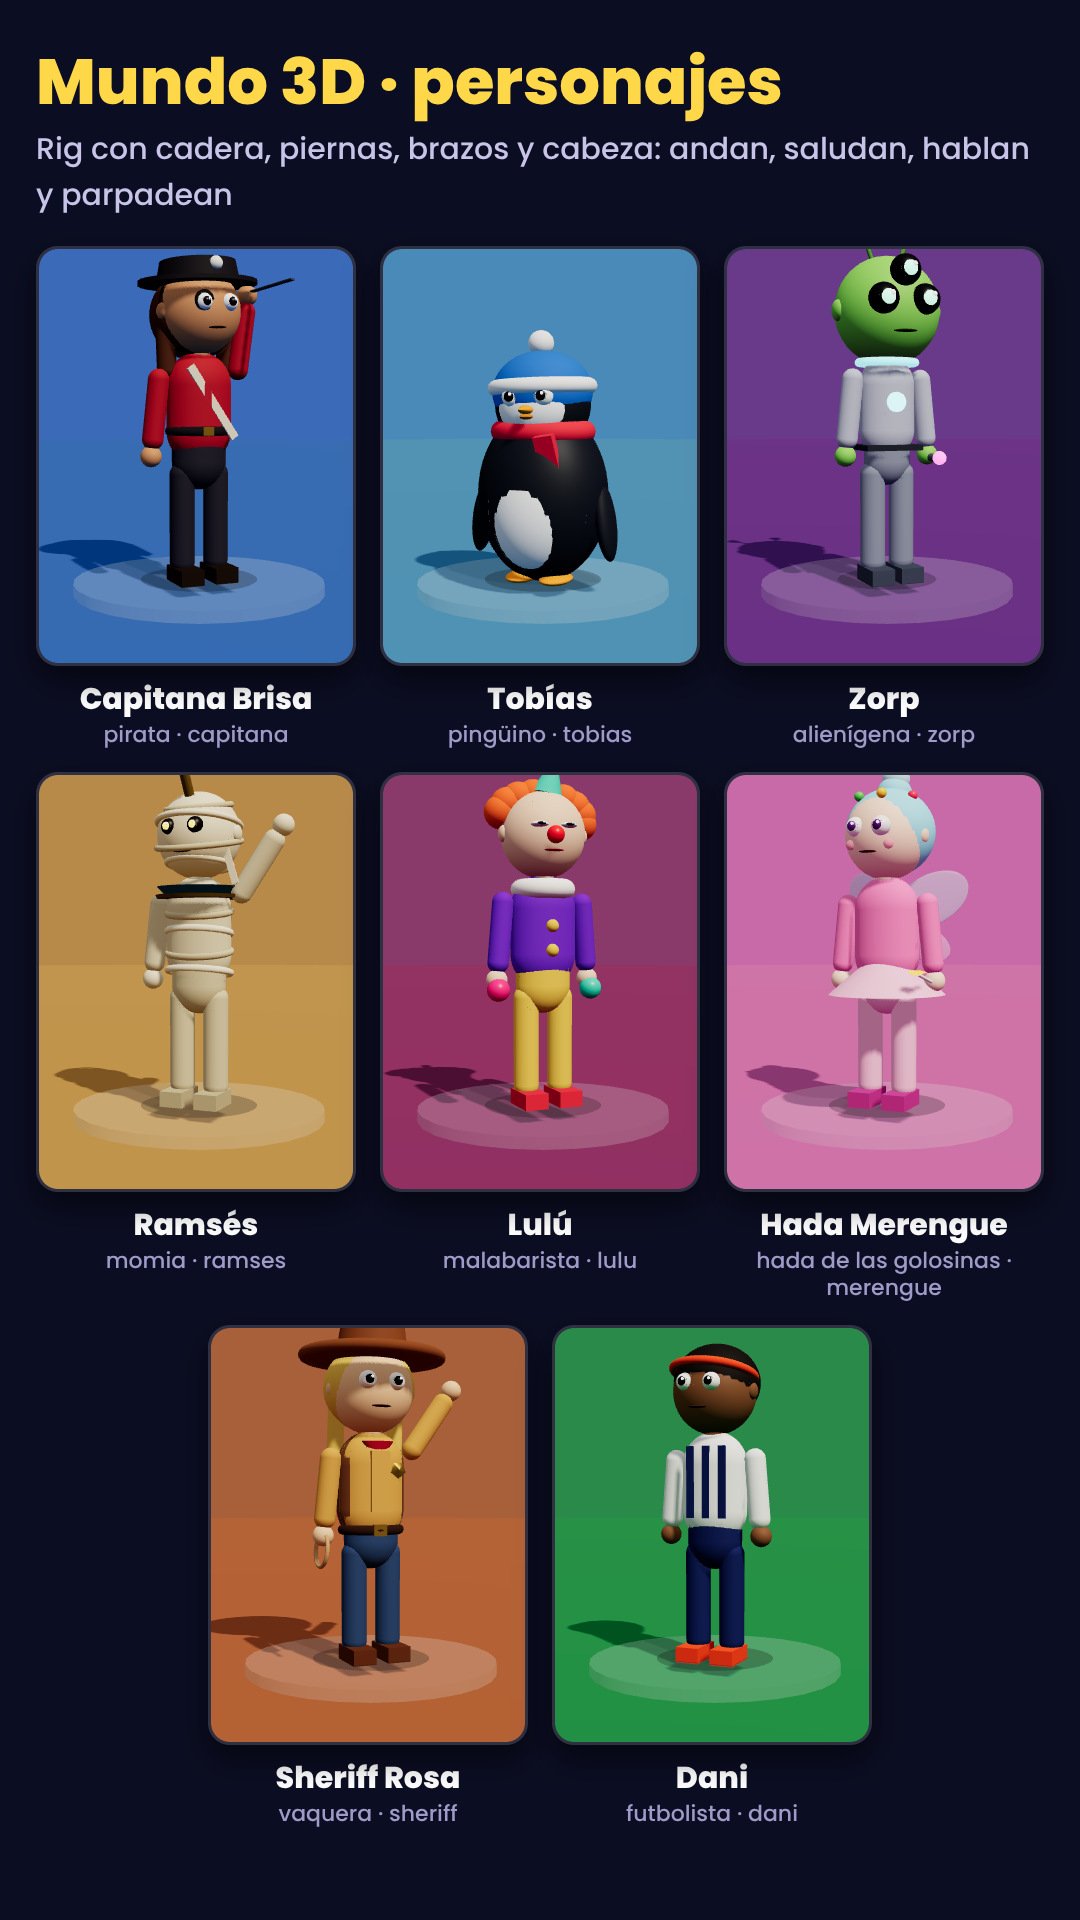 Mundo 3D · personajes
Rig con cadera, piernas, brazos y cabeza: andan, saludan, hablan
y parpadean
Capitana Brisa
pirata · capitana
Tobías
pingüino · tobias
Zorp
alienígena · zorp
Ramsés
momia · ramses
Lulú
malabarista · lulu
Hada Merengue
hada de las golosinas ·
merengue
Sheriff Rosa
vaquera · sheriff
Dani
futbolista · dani